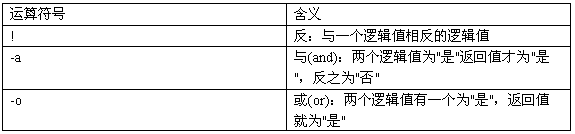 运算符号 含义
! 反：与一个逻辑值相反的逻辑值
-a 与(and)：两个逻辑值为"是"返回值才为"是
"，反之为"否"
-o 或(or)：两个逻辑值有一个为"是"，返回值
就为"是"